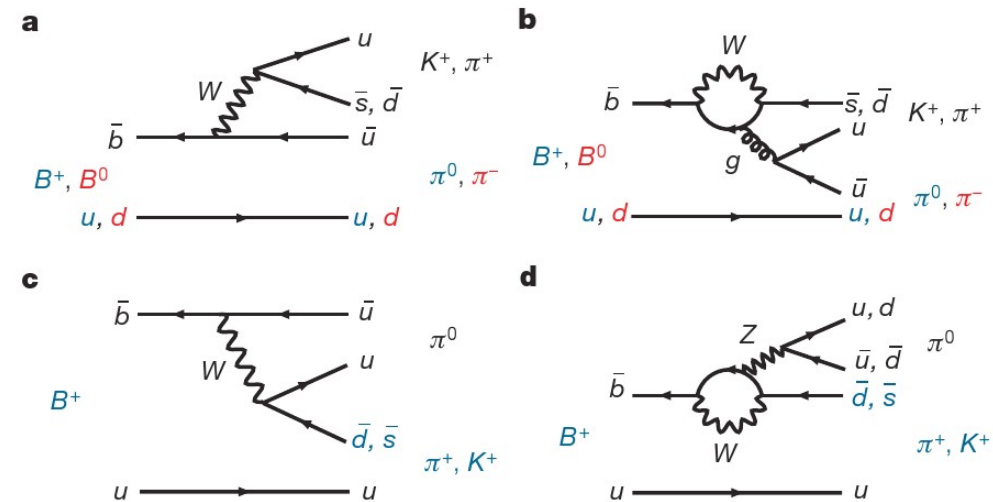 a
u
K⁺, π⁺
W
s̄, d̄
b̄
ū
B⁺, B⁰
π⁰, π⁻
u, d
u, d
b
W
b̄
s̄, d̄
K⁺, π⁺
u
B⁺, B⁰
g
ū
π⁰, π⁻
u, d
u, d
c
b̄
ū
π⁰
W
u
B⁺
d̄, s̄
π⁺, K⁺
u
u
d
u, d
Z
π⁰
ū, d̄
b̄
d̄, s̄
B⁺
W
π⁺, K⁺
u
u